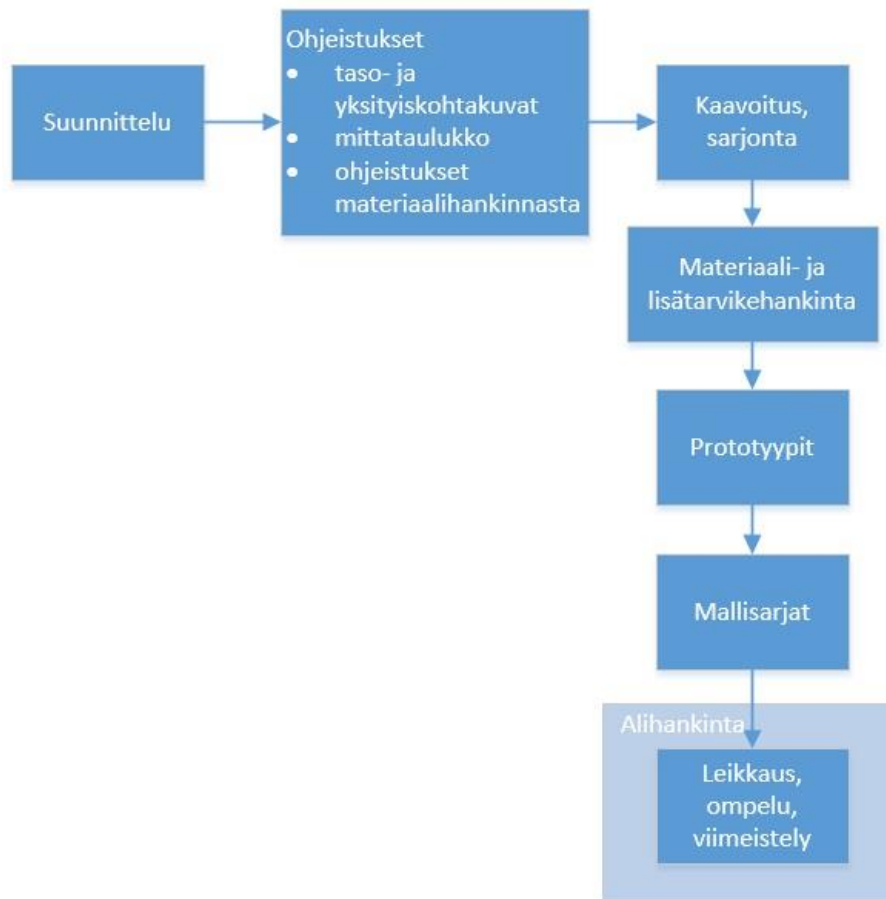 Suunnittelu
Ohjeistukset
• taso- ja
yksityiskohtakuvat
• mittataulukko
• ohjeistukset
materiaalihankinnasta
Kaavoitus,
sarjonta
Materiaali- ja
lisätarvikehankinta
Prototyypit
Mallisarjat
Alihankinta
Leikkaus,
ompelu,
viimeistely